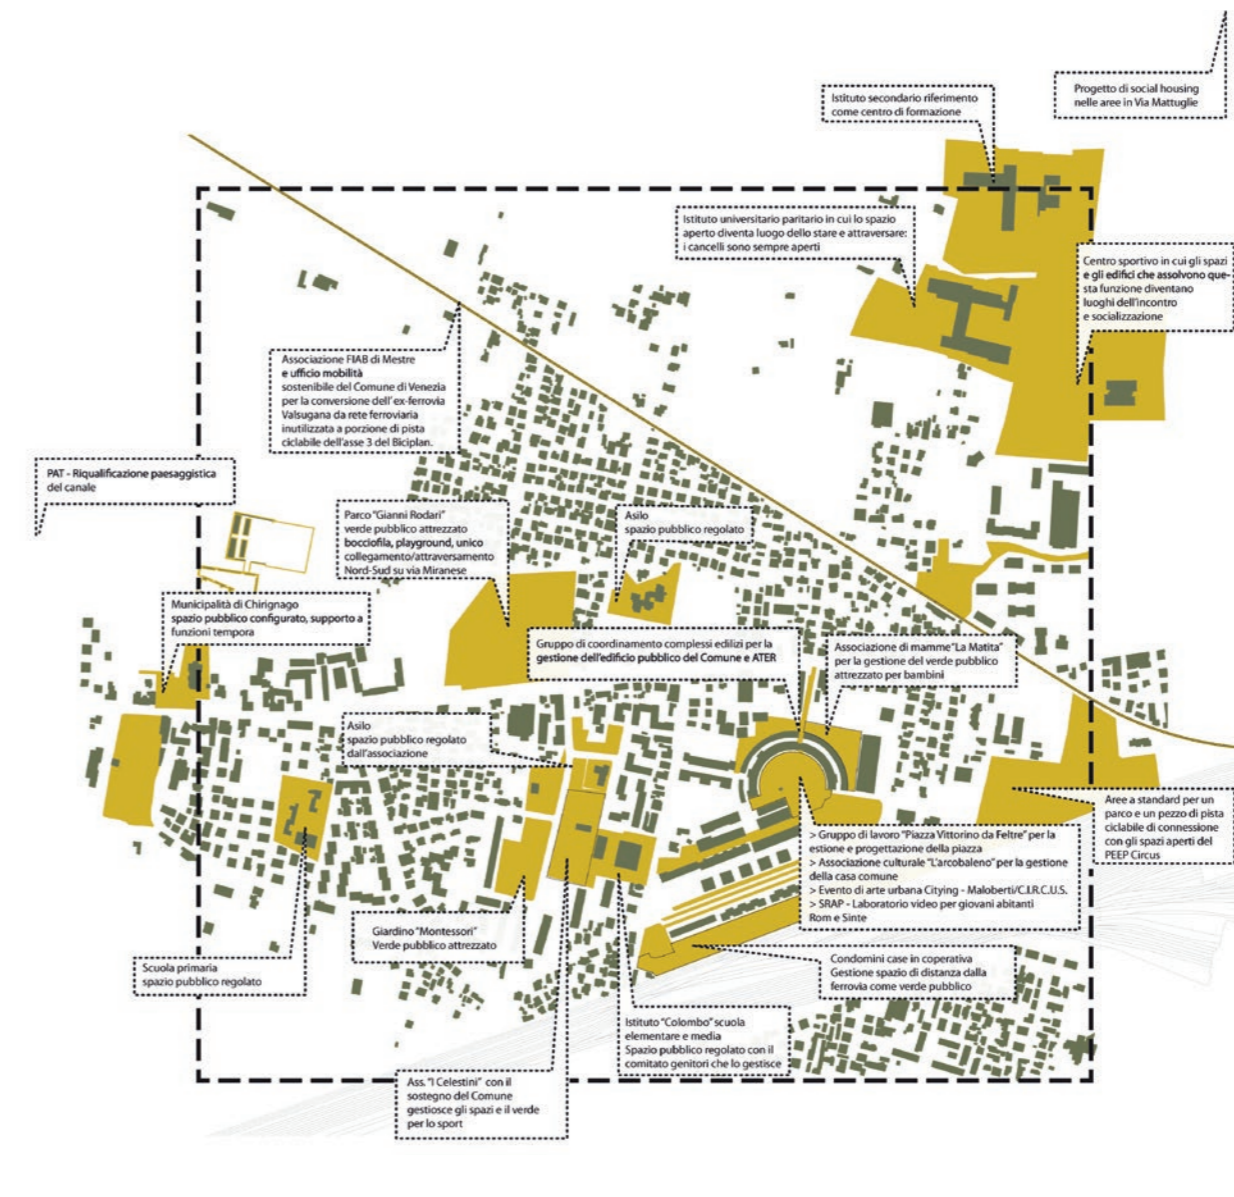 Progetto di social housing
nelle aree in Via Mattuglie
Istituto secondario riferimento
come centro di formazione
Istituto universitario paritario in cui lo spazio
aperto diventa luogo dello stare e attraversare:
i cancelli sono sempre aperti
Centro sportivo in cui gli spazi
e gli edifici che assolvono que-
sta funzione diventano
luoghi dell'incontro
e socializzazione
Associazione FIAB di Mestre
e ufficio mobilità
sostenibile del Comune di Venezia
per la conversione dell'ex-ferrovia
Valsugana da rete ferroviaria
inutilizzata a porzione di pista
ciclabile dell'asse 3 del Biciplan.
PAT - Riqualificazione paesaggistica
del canale
Parco "Gianni Rodari"
verde pubblico attrezzato
bocciofila, playground, unico
collegamento/attraversamento
Nord-Sud su via Miranese
Asilo
spazio pubblico regolato
Municipalità di Chirignago
spazio pubblico configurato, supporto a
funzioni tempora
Gruppo di coordinamento complessi edilizi per la
gestione dell'edificio pubblico del Comune e ATER
Associazione di mamme "La Matita"
per la gestione del verde pubblico
attrezzato per bambini
Asilo
spazio pubblico regolato
dall'associazione
Aree a standard per un
parco e un pezzo di pista
ciclabile di connessione
con gli spazi aperti del
PEEP Circus
> Gruppo di lavoro "Piazza Vittorino da Feltre" per la
estione e progettazione della piazza
> Associazione culturale "L'arcobaleno" per la gestione
della casa comune
> Evento di arte urbana Citying - Maloberti/C.I.R.C.U.S.
> SRAP - Laboratorio video per giovani abitanti
Rom e Sinte
Giardino "Montessori"
Verde pubblico attrezzato
Scuola primaria
spazio pubblico regolato
Condomini case in coperativa
Gestione spazio di distanza dalla
ferrovia come verde pubblico
Istituto "Colombo" scuola
elementare e media
Spazio pubblico regolato con il
comitato genitori che lo gestisce
Ass. "I Celestini" con il
sostegno del Comune
gestiosce gli spazi e il verde
per lo sport